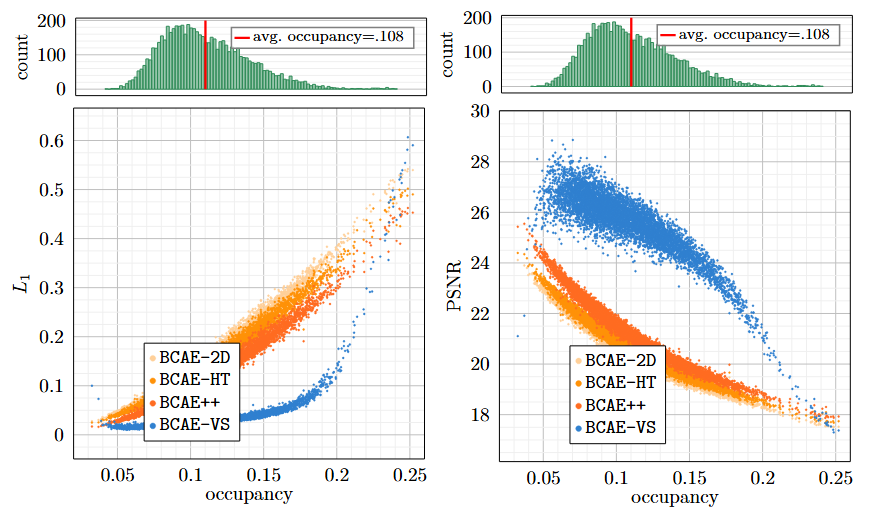 200
100
0
count
avg. occupancy=.108
0.6
0.5
0.4
0.3
0.2
0.1
0
L1
BCAE-2D
BCAE-HT
BCAE++
BCAE-VS
0.05 0.1 0.15 0.2 0.25
occupancy
200
100
0
count
avg. occupancy=.108
30
28
26
24
22
20
18
PSNR
BCAE-2D
BCAE-HT
BCAE++
BCAE-VS
0.05 0.1 0.15 0.2 0.25
occupancy